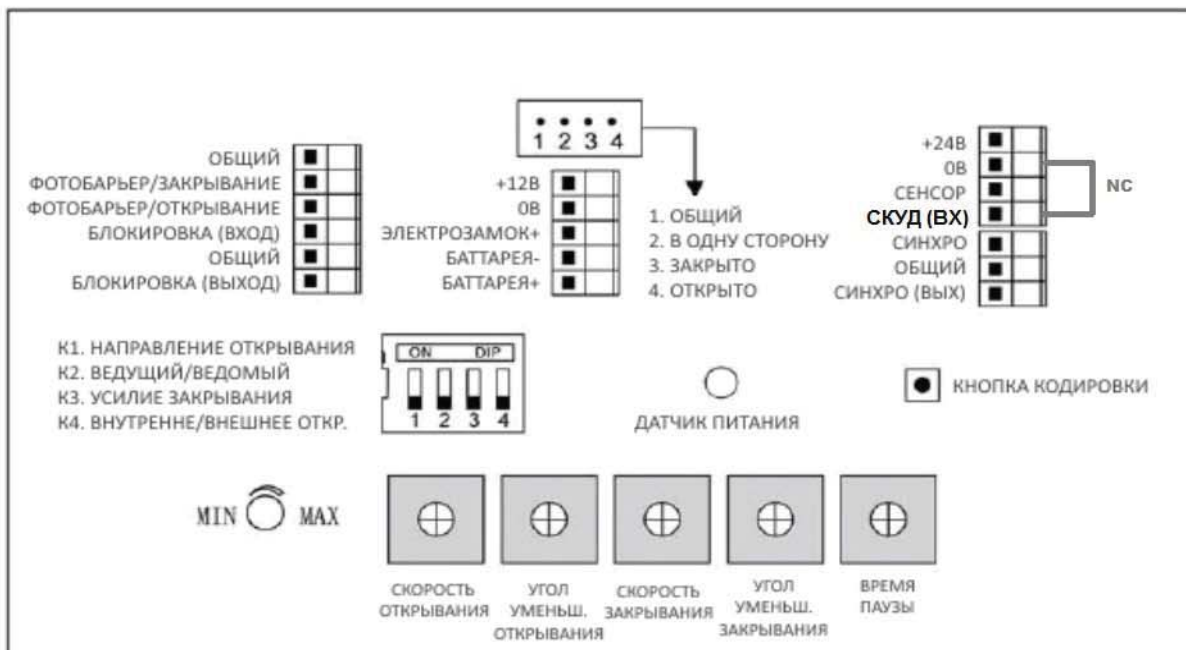 1 2 3 4
ОБЩИЙ
ФОТОБАРЬЕР/ЗАКРЫВАНИЕ
ФОТОБАРЬЕР/ОТКРЫВАНИЕ
БЛОКИРОВКА (ВХОД)
ОБЩИЙ
БЛОКИРОВКА (ВЫХОД)
+12В
0В
ЭЛЕКТРОЗАМОК+
БАТТАРЕЯ-
БАТТАРЕЯ+
1. ОБЩИЙ
2. В ОДНУ СТОРОНУ
3. ЗАКРЫТО
4. ОТКРЫТО
+24В
0В
СЕНСОР
СКУД (ВХ)
СИНХРО
ОБЩИЙ
СИНХРО (ВЫХ)
NC
К1. НАПРАВЛЕНИЕ ОТКРЫВАНИЯ
К2. ВЕДУЩИЙ/ВЕДОМЫЙ
К3. УСИЛИЕ ЗАКРЫВАНИЯ
К4. ВНУТРЕННЕ/ВНЕШНЕЕ ОТКР.
ON DIP
1 2 3 4
ДАТЧИК ПИТАНИЯ
КНОПКА КОДИРОВКИ
MIN MAX
СКОРОСТЬ
ОТКРЫВАНИЯ
УГОЛ
УМЕНЬШ.
ОТКРЫВАНИЯ
СКОРОСТЬ
ЗАКРЫВАНИЯ
УГОЛ
УМЕНЬШ.
ЗАКРЫВАНИЯ
ВРЕМЯ
ПАУЗЫ